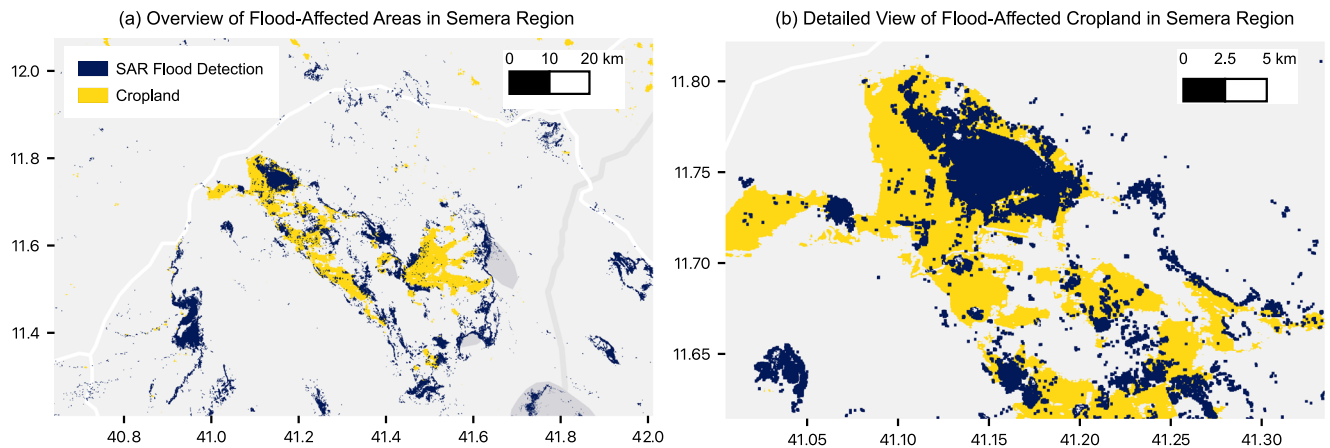 (a) Overview of Flood-Affected Areas in Semera Region
SAR Flood Detection
Cropland
0 10 20 km
12.0
11.8
11.6
11.4
40.8 41.0 41.2 41.4 41.6 41.8 42.0
(b) Detailed View of Flood-Affected Cropland in Semera Region
0 2.5 5 km
11.80
11.75
11.70
11.65
41.05 41.10 41.15 41.20 41.25 41.30